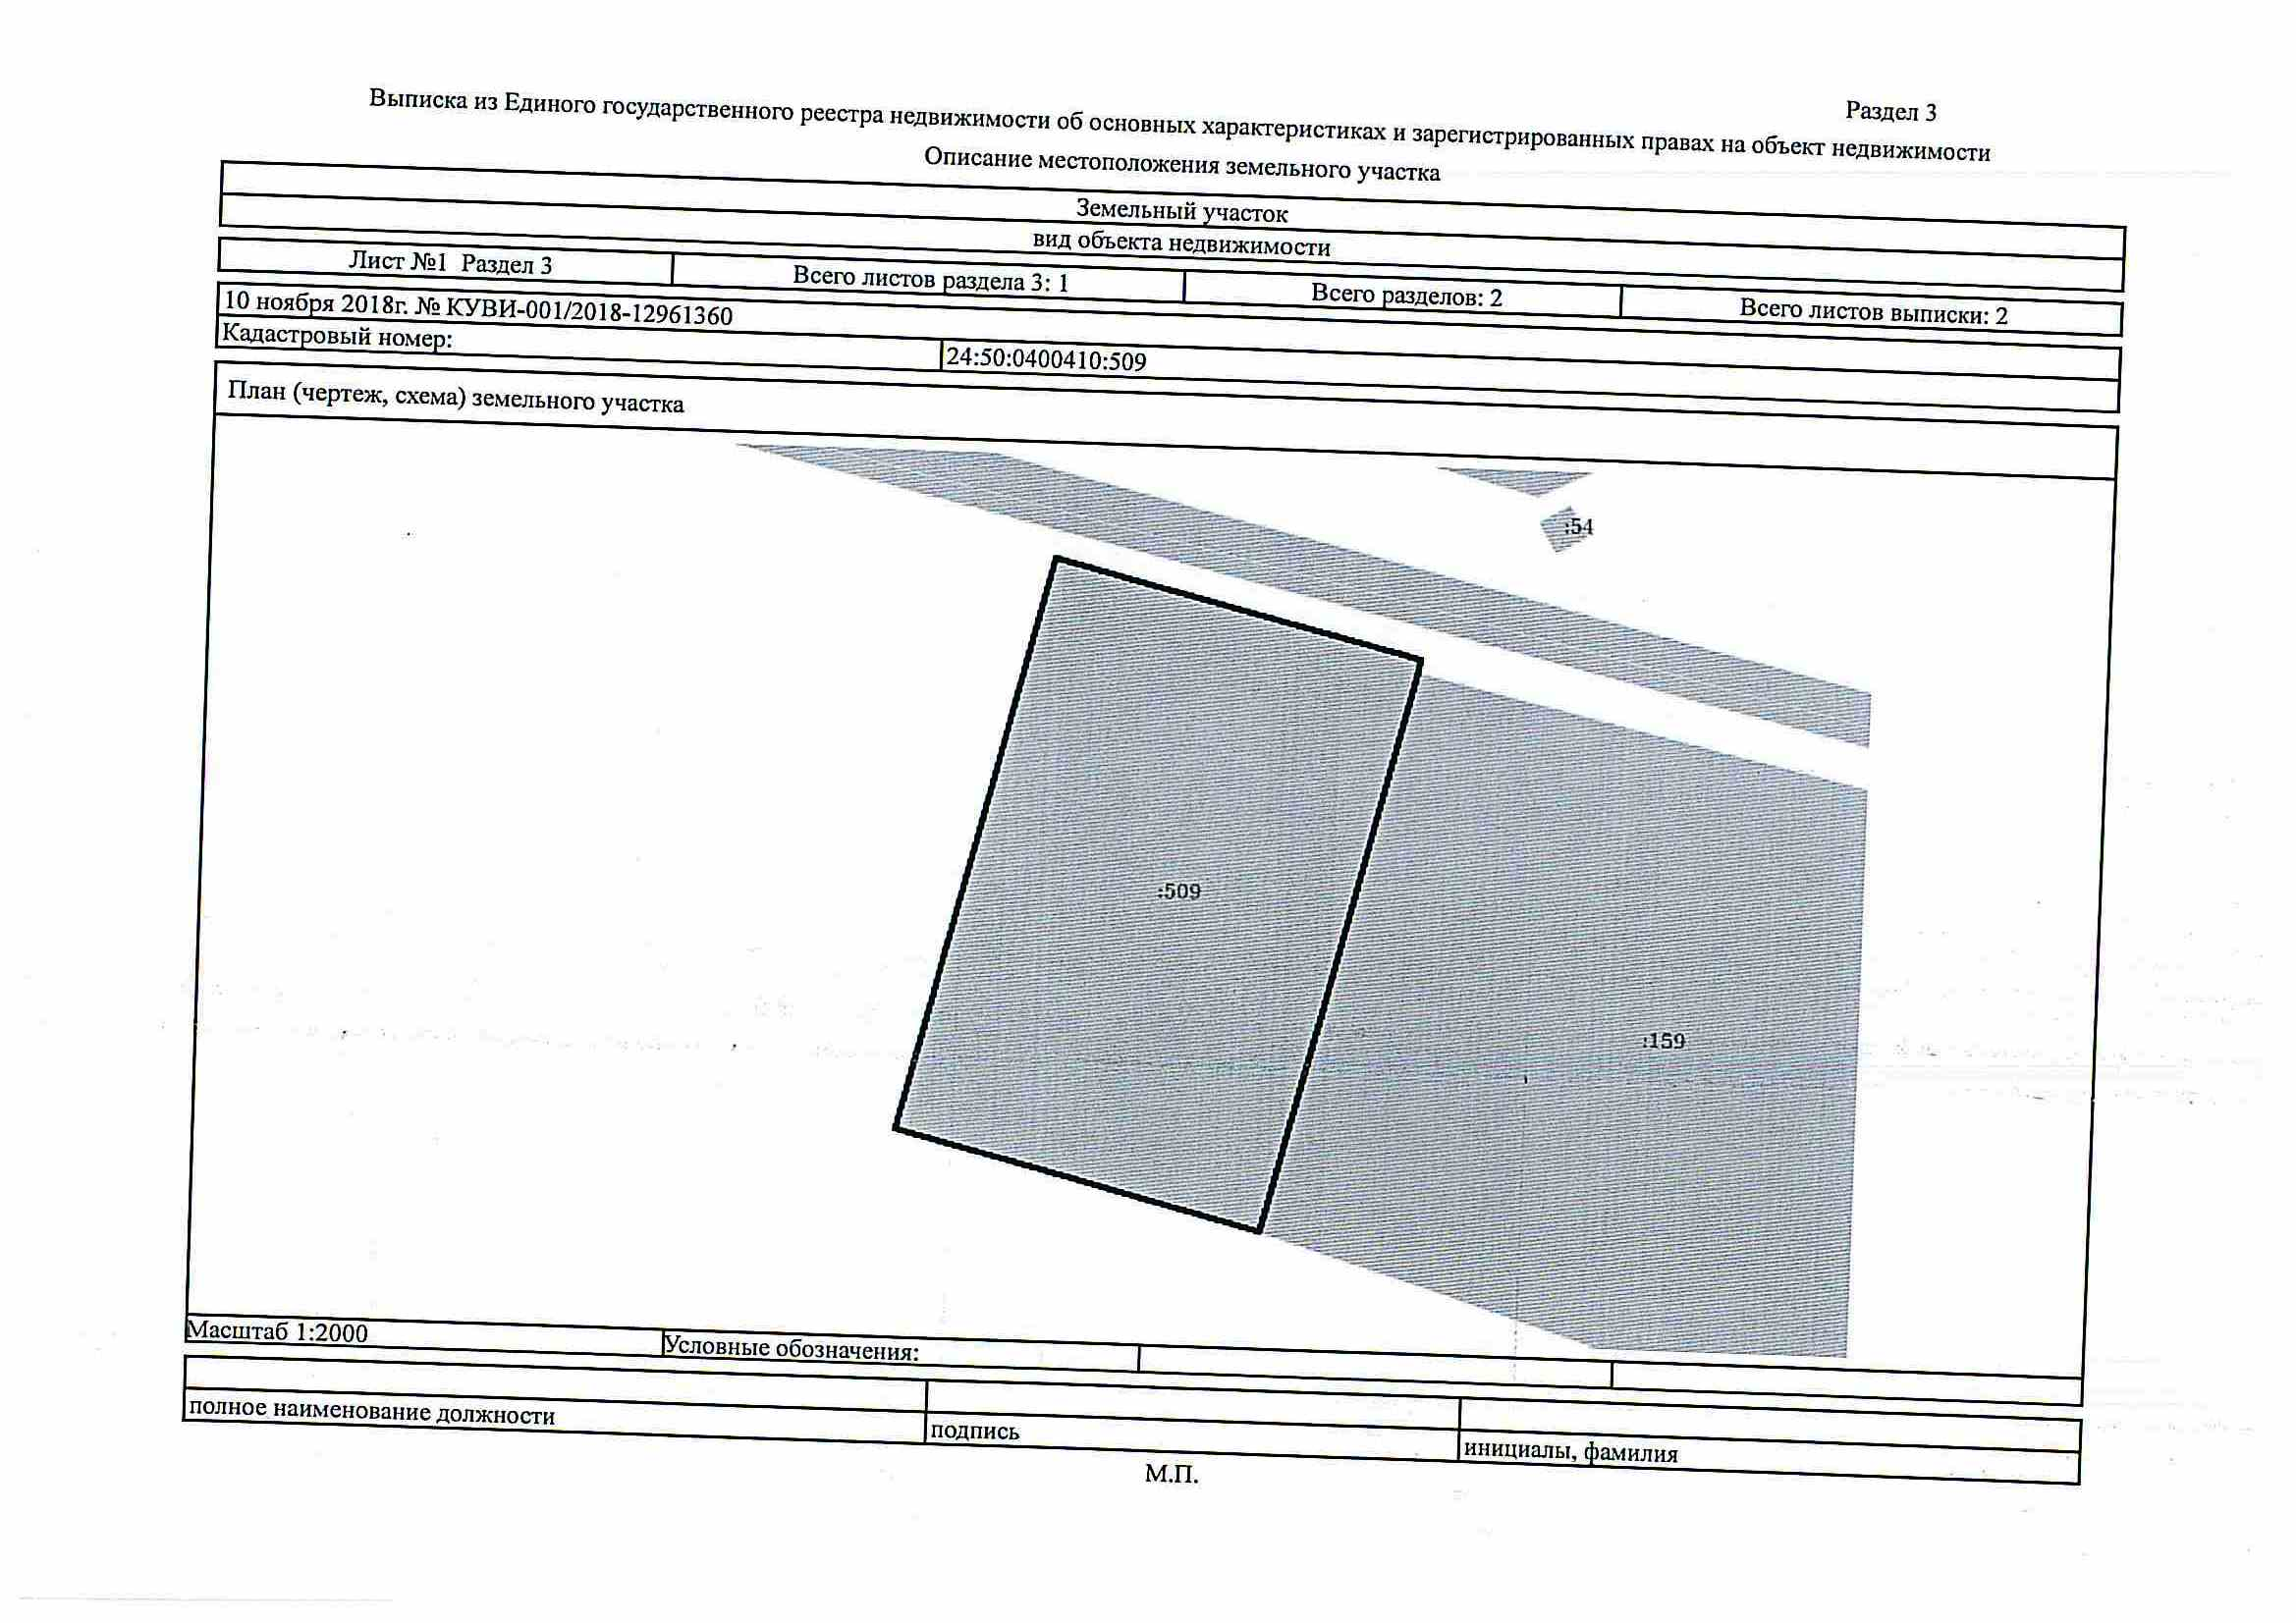 Раздел 3
Выписка из Единого государственного реестра недвижимости об основных характеристиках и зарегистрированных правах на объект недвижимости
Описание местоположения земельного участка
Земельный участок
вид объекта недвижимости
Лист №1 Раздел 3 Всего листов раздела 3: 1 Всего разделов: 2 Всего листов выписки: 2
10 ноября 2018г. № КУВИ-001/2018-12961360
Кадастровый номер: 24:50:0400410:509
План (чертеж, схема) земельного участка
:54
:509
:159
Масштаб 1:2000 Условные обозначения:
полное наименование должности подпись инициалы, фамилия
М.П.